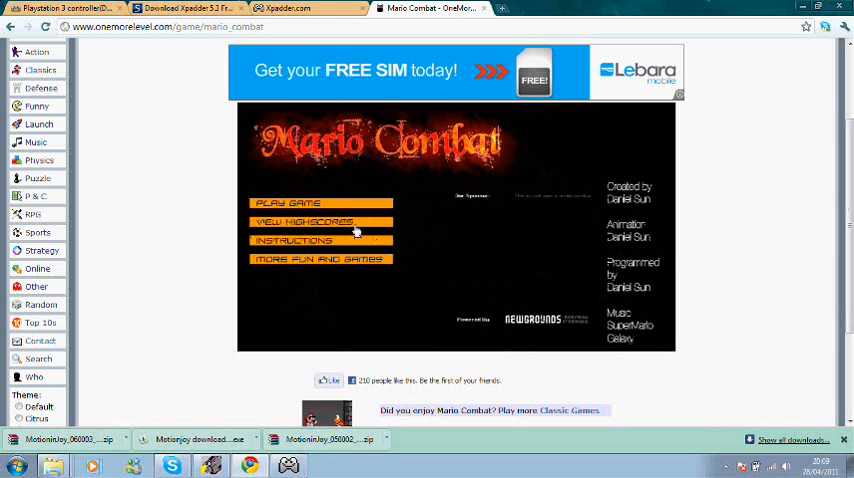 Playstation 3 controller(D
Download Xpadder 5.3 Fr
Xpadder.com
Mario Combat - OneMore
www.onemorelevel.com/game/mario_combat
Action
Classics
Defense
Funny
Launch
Music
Physics
Puzzle
P & C
RPG
Sports
Strategy
Online
Other
Random
Top 10s
Contact
Search
Who
Theme:
Default
Citrus
Get your FREE SIM today!
FREE!
Lebara
mobile
Mario Combat
PLAY GAME
VIEW HIGHSCORES
INSTRUCTIONS
MORE FUN AND GAMES
Our Sponsor:
Powered By:
NEWGROUNDS
Created by
Daniel Sun
Animation
Daniel Sun
Programmed
by
Daniel Sun
Music
SuperMario
Galaxy
Like
210 people like this. Be the first of your friends.
Did you enjoy Mario Combat? Play more Classic Games
MotioninJoy_060003_...zip
Motionjoy download....exe
MotioninJoy_050002_...zip
Show all downloads...
20:09
28/04/2011